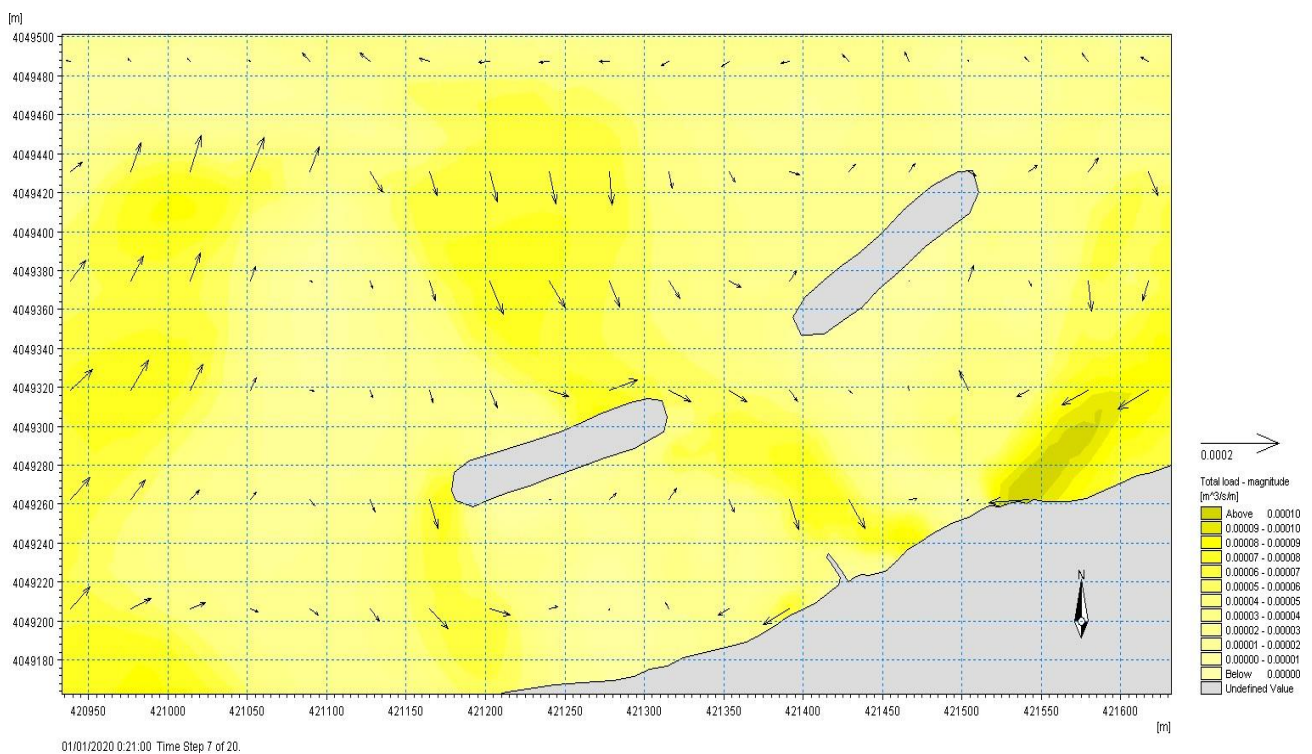 [m]
4049500
4049480
4049460
4049440
4049420
4049400
4049380
4049360
4049340
4049320
4049300
4049280
4049260
4049240
4049220
4049200
4049180
420950 421000 421050 421100 421150 421200 421250 421300 421350 421400 421450 421500 421550 421600
[m]
N
0.0002
Total load - magnitude
[m^3/s/m]
Above 0.00010
0.00009 - 0.00010
0.00008 - 0.00009
0.00007 - 0.00008
0.00006 - 0.00007
0.00005 - 0.00006
0.00004 - 0.00005
0.00003 - 0.00004
0.00002 - 0.00003
0.00001 - 0.00002
0.00000 - 0.00001
Below 0.00000
Undefined Value
01/01/2020 0:21:00 Time Step 7 of 20.